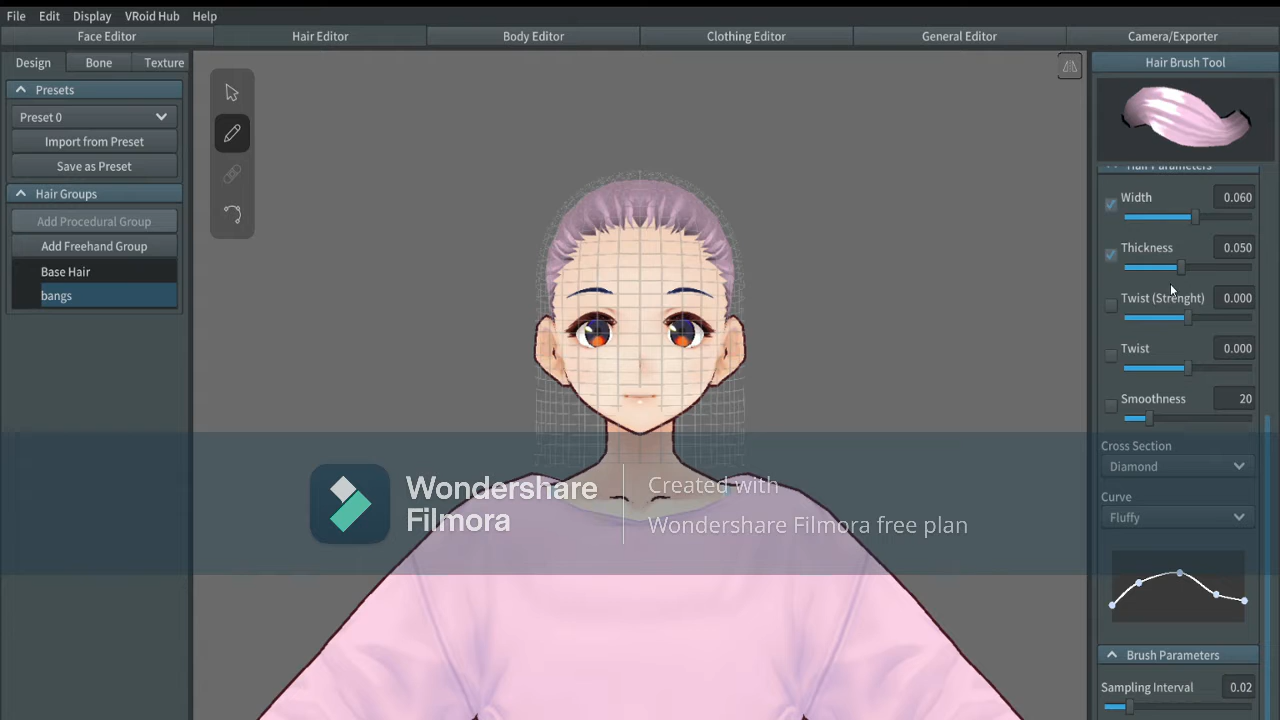 File Edit Display VRoid Hub Help
Face Editor Hair Editor Body Editor Clothing Editor General Editor Camera/Exporter
Design Bone Texture
Presets
Preset 0
Import from Preset
Save as Preset
Hair Groups
Add Procedural Group
Add Freehand Group
Base Hair
bangs
Hair Brush Tool
Hair Parameters
Width 0.060
Thickness 0.050
Twist (Strenght) 0.000
Twist 0.000
Smoothness 20
Cross Section
Diamond
Curve
Fluffy
Brush Parameters
Sampling Interval 0.02
Wondershare
Filmora
Created with
Wondershare Filmora free plan